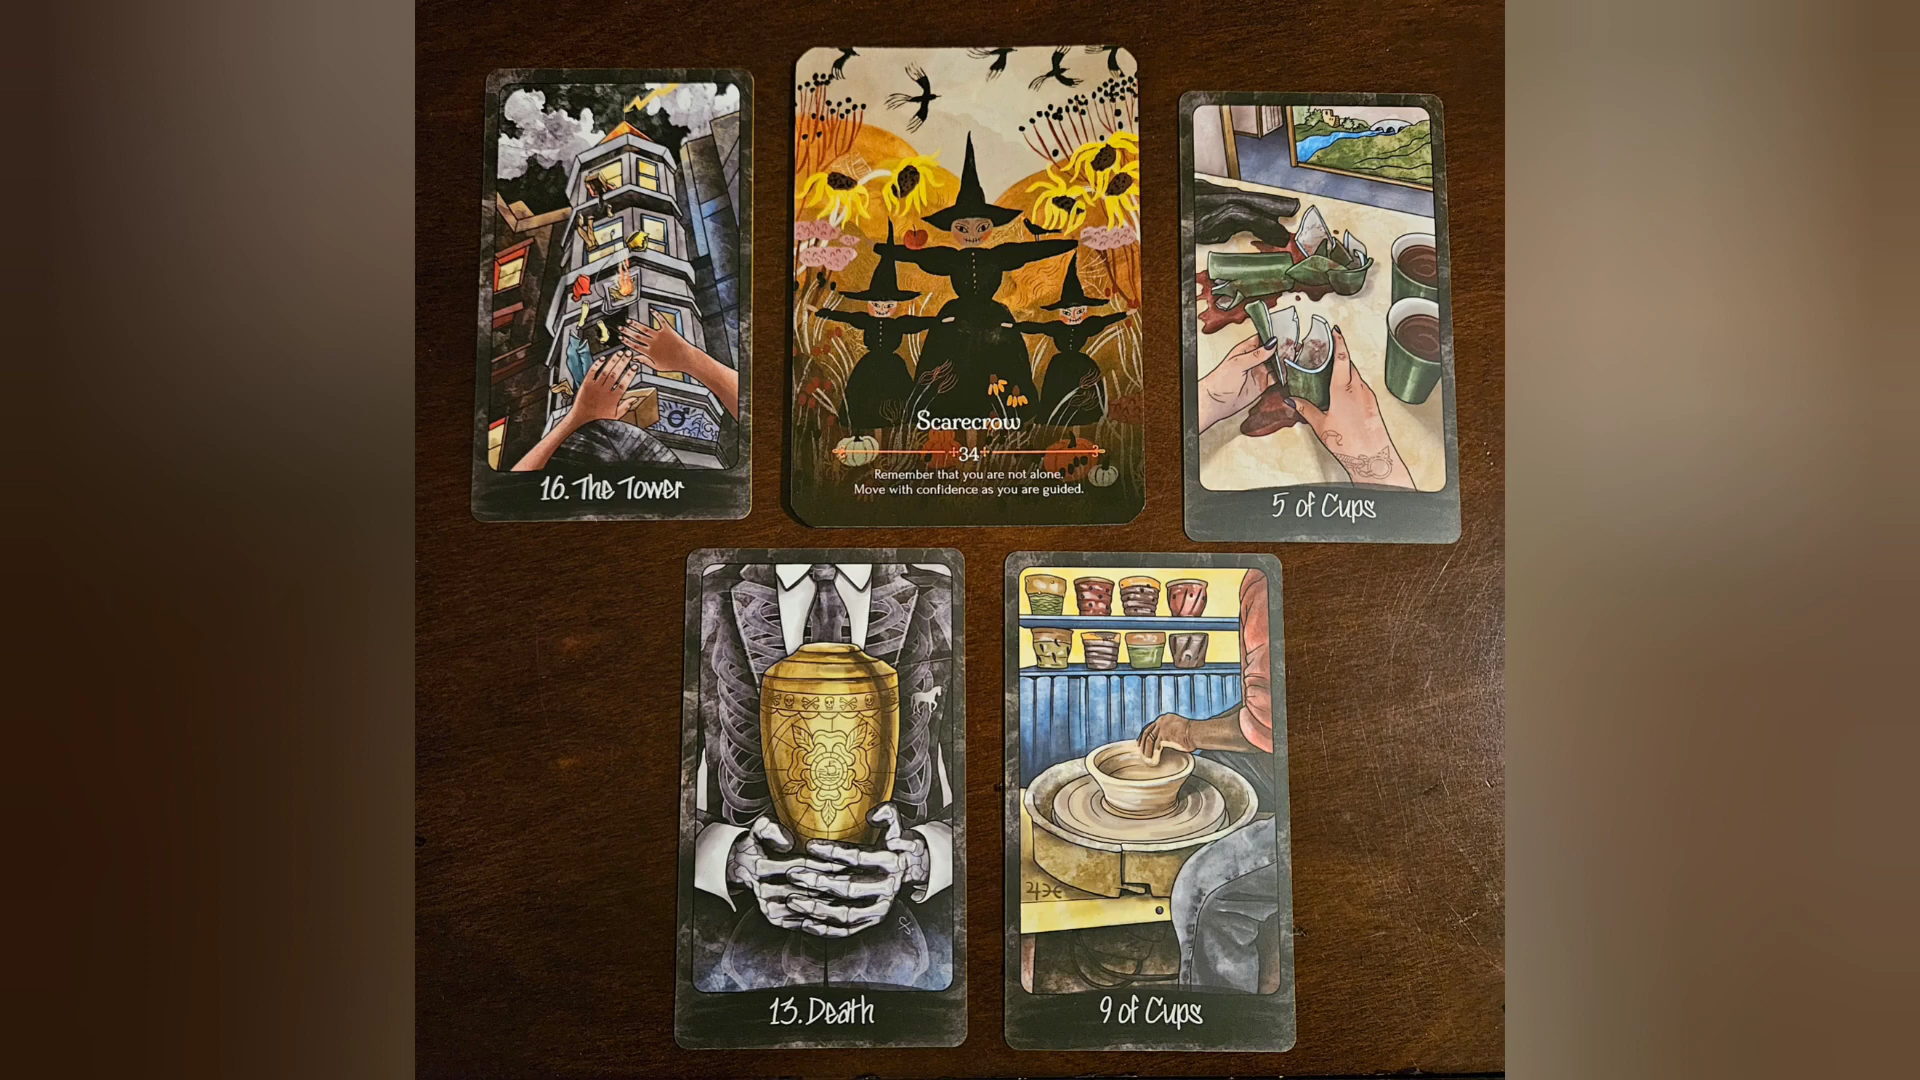 16. The Tower
Scarecrow
34
Remember that you are not alone.
Move with confidence as you are guided.
5 of Cups
13. Death
9 of Cups